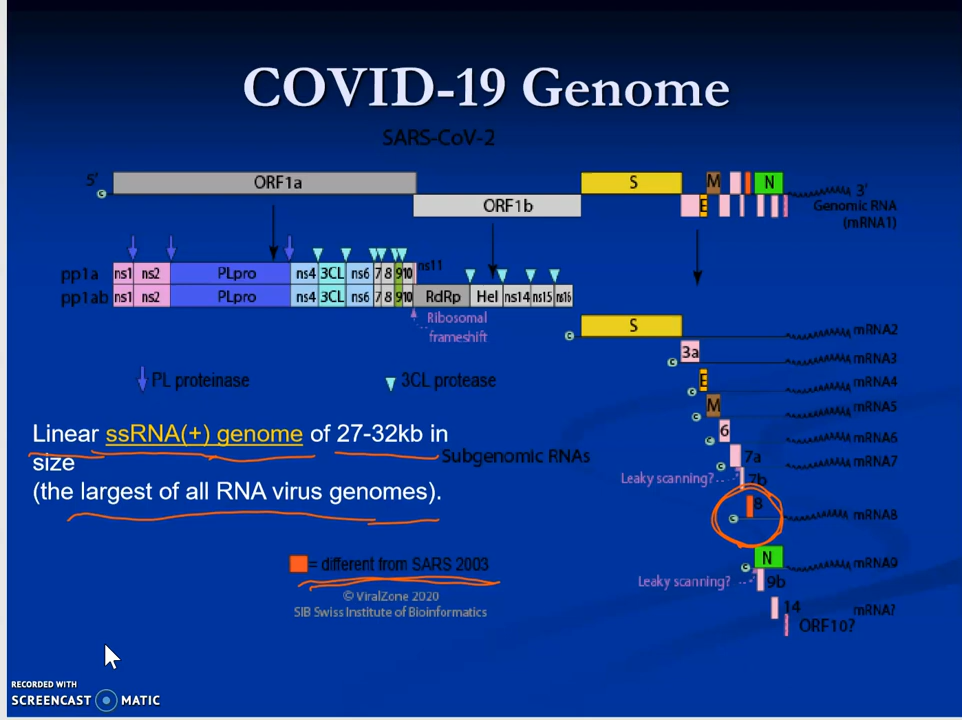 COVID-19 Genome
SARS-CoV-2
5' C ORF1a S M N 3'
ORF1b E Genomic RNA
(mRNA1)
pp1a ns1 ns2 PLpro ns4 3CL ns6 7 8 9 10 ns11
pp1ab ns1 ns2 PLpro ns4 3CL ns6 7 8 9 10 RdRp Hel ns14 ns15 ns16
Ribosomal
frameshift
C S mRNA2
C 3a mRNA3
PL proteinase 3CL protease
C E mRNA4
C M mRNA5
C 6 mRNA6
Linear ssRNA(+) genome of 27-32kb in
size
(the largest of all RNA virus genomes).
Subgenomic RNAs
C 7a mRNA7
Leaky scanning? 7b
C 8 mRNA8
C N mRNA9
= different from SARS 2003
Leaky scanning? 9b
© ViralZone 2020
SIB Swiss Institute of Bioinformatics
14 mRNA?
ORF10?
RECORDED WITH
SCREENCAST MATIC